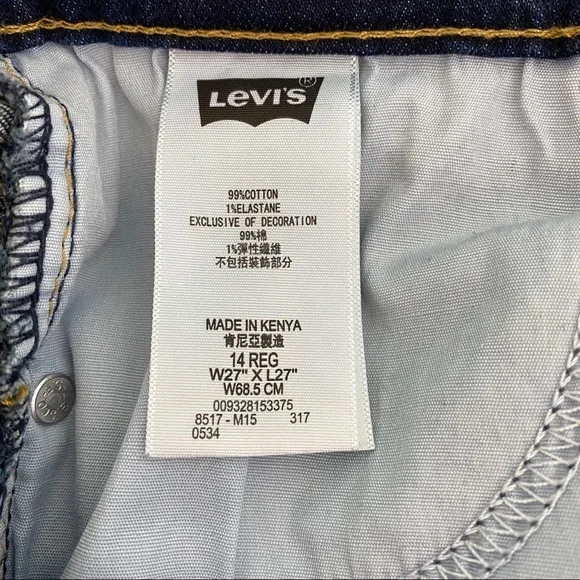 LEVI'S ®
99%COTTON
1%ELASTANE
EXCLUSIVE OF DECORATION
99%棉
1%彈性纖維
不包括裝飾部分
MADE IN KENYA
肯尼亞製造
14 REG
W27" X L27"
W68.5 CM
009328153375
8517 - M15 317
0534